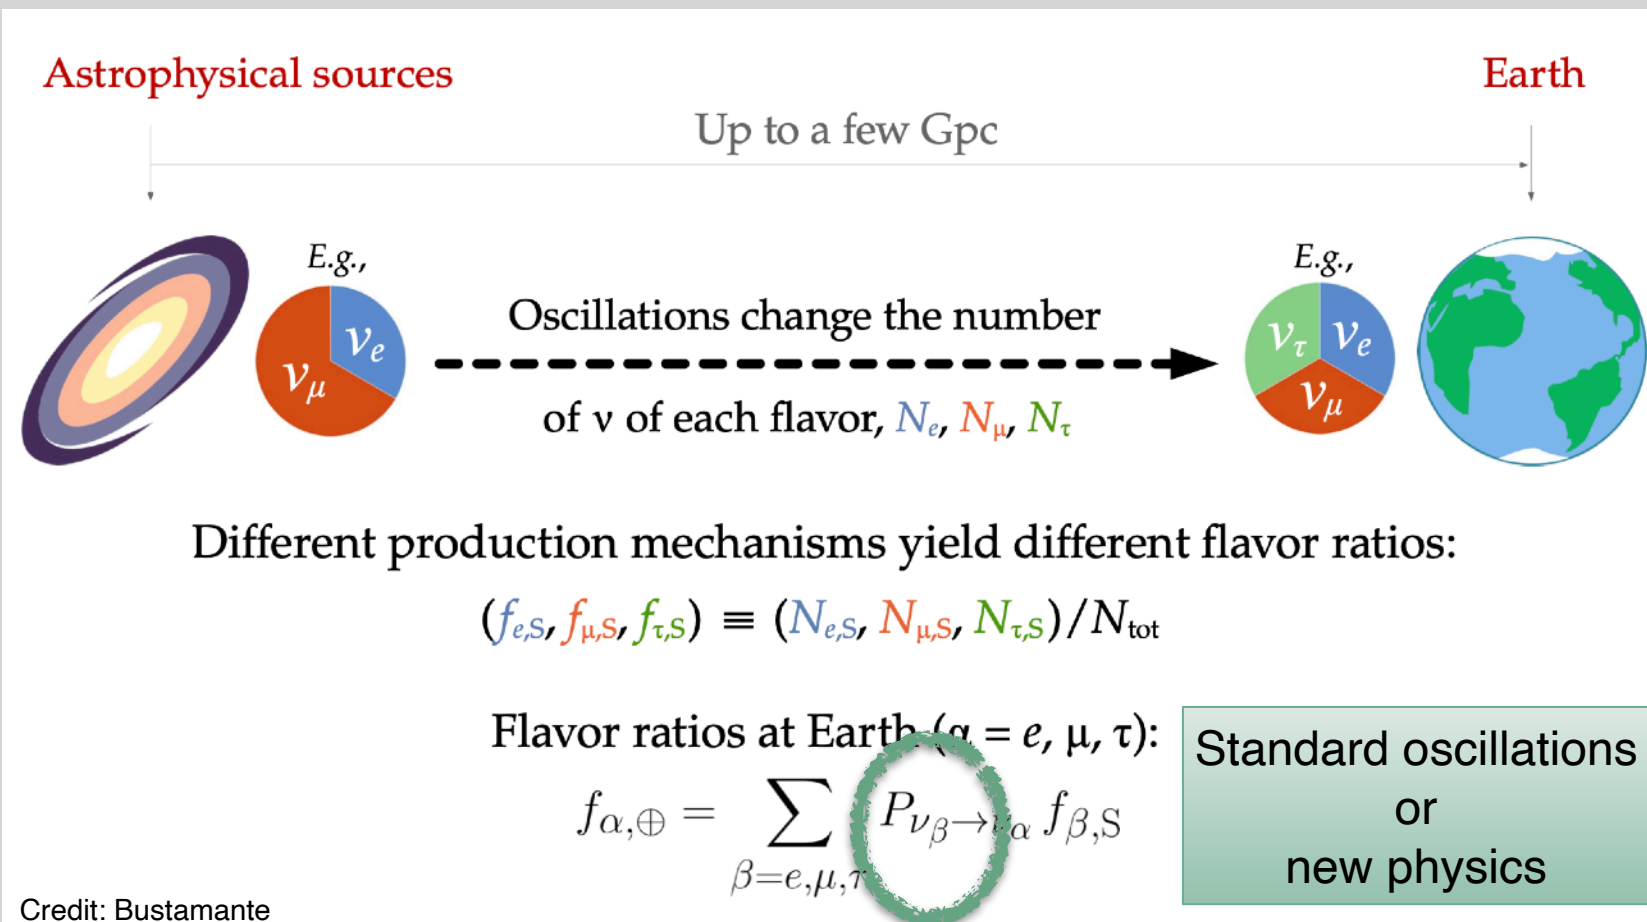 Astrophysical sources
Earth
Up to a few Gpc
E.g.,
E.g.,
νe
νμ
Oscillations change the number
of ν of each flavor, Ne, Nμ, Nτ
ντ
νe
νμ
Different production mechanisms yield different flavor ratios:
(fe,S, fμ,S, fτ,S) ≡ (Ne,S, Nμ,S, Nτ,S)/Ntot
Flavor ratios at Earth (α = e, μ, τ):
fα,⊕ = ∑β=e,μ,τ Pνβ→να fβ,S
Standard oscillations
or
new physics
Credit: Bustamante